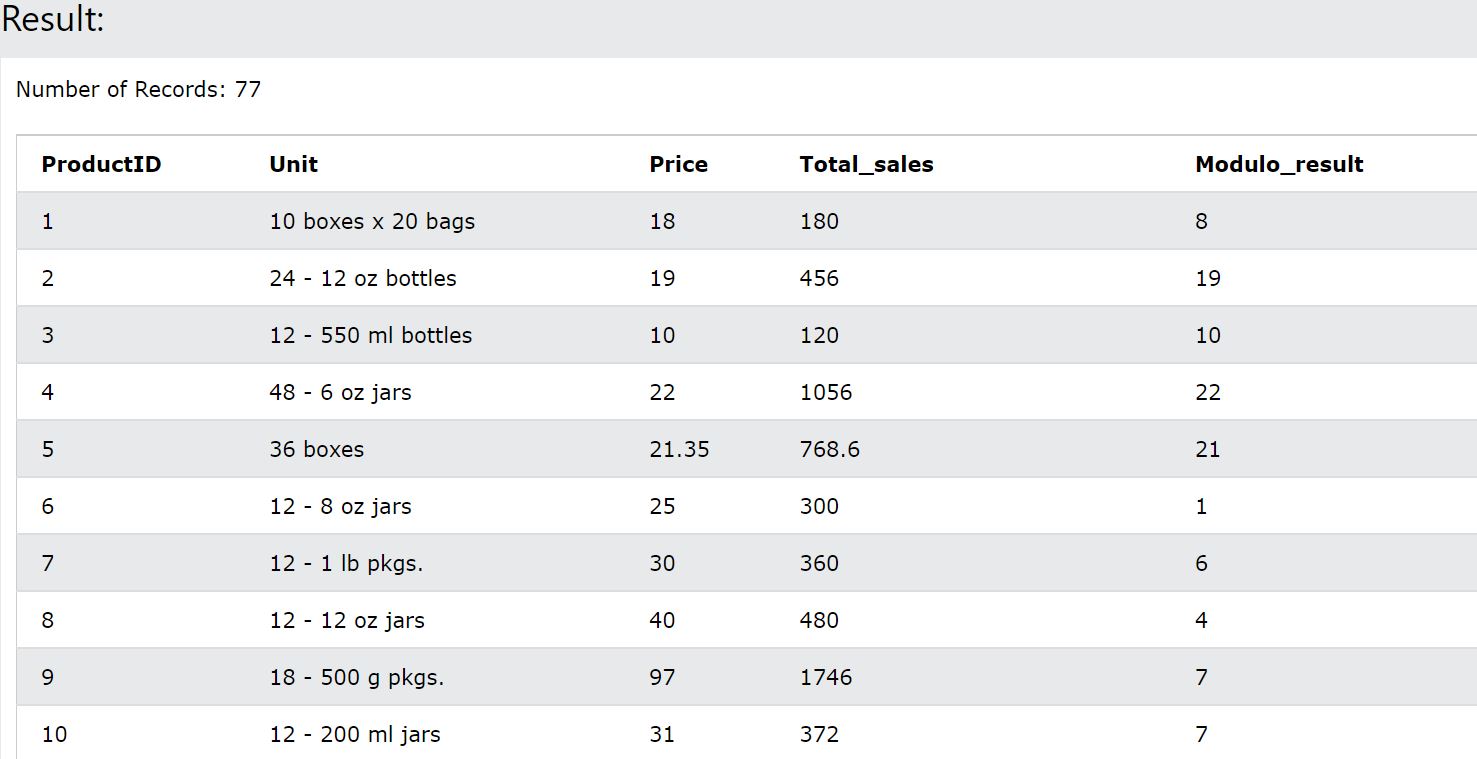 Result:
Number of Records: 77
ProductID Unit Price Total_sales Modulo_result
1 10 boxes x 20 bags 18 180 8
2 24 - 12 oz bottles 19 456 19
3 12 - 550 ml bottles 10 120 10
4 48 - 6 oz jars 22 1056 22
5 36 boxes 21.35 768.6 21
6 12 - 8 oz jars 25 300 1
7 12 - 1 lb pkgs. 30 360 6
8 12 - 12 oz jars 40 480 4
9 18 - 500 g pkgs. 97 1746 7
10 12 - 200 ml jars 31 372 7